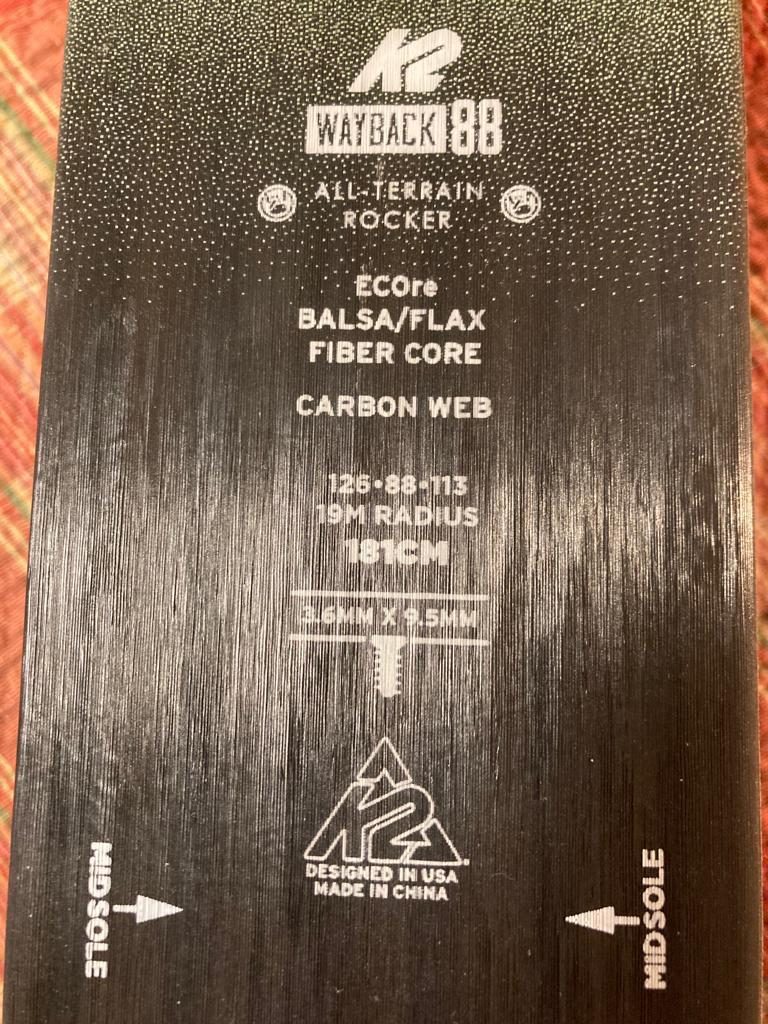 K2
WAYBACK 88
ALL-TERRAIN
ROCKER
ECOre
BALSA/FLAX
FIBER CORE
CARBON WEB
126•88•113
19M RADIUS
181CM
3.6MM X 9.5MM
K2
DESIGNED IN USA
MADE IN CHINA
MIDSOLE
MIDSOLE